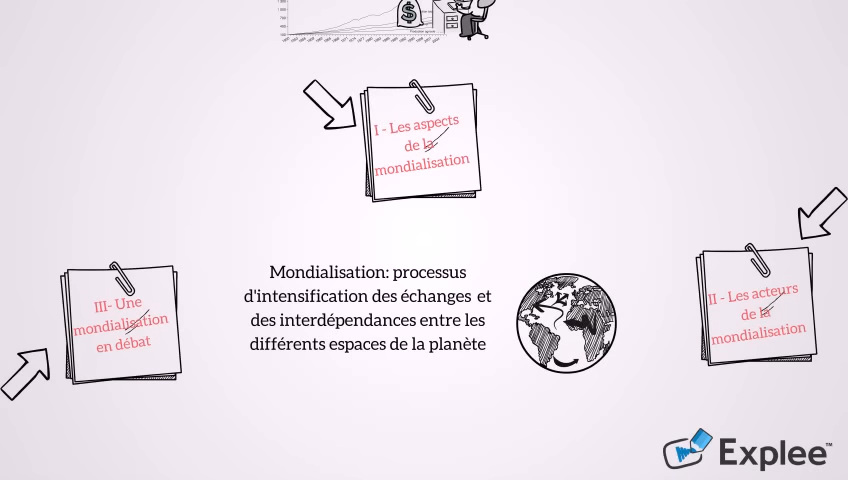 $
I - Les aspects
de la
mondialisation
Mondialisation: processus
d'intensification des échanges et
des interdépendances entre les
différents espaces de la planète
III- Une
mondialisation
en débat
II - Les acteurs
de la
mondialisation
Explee™